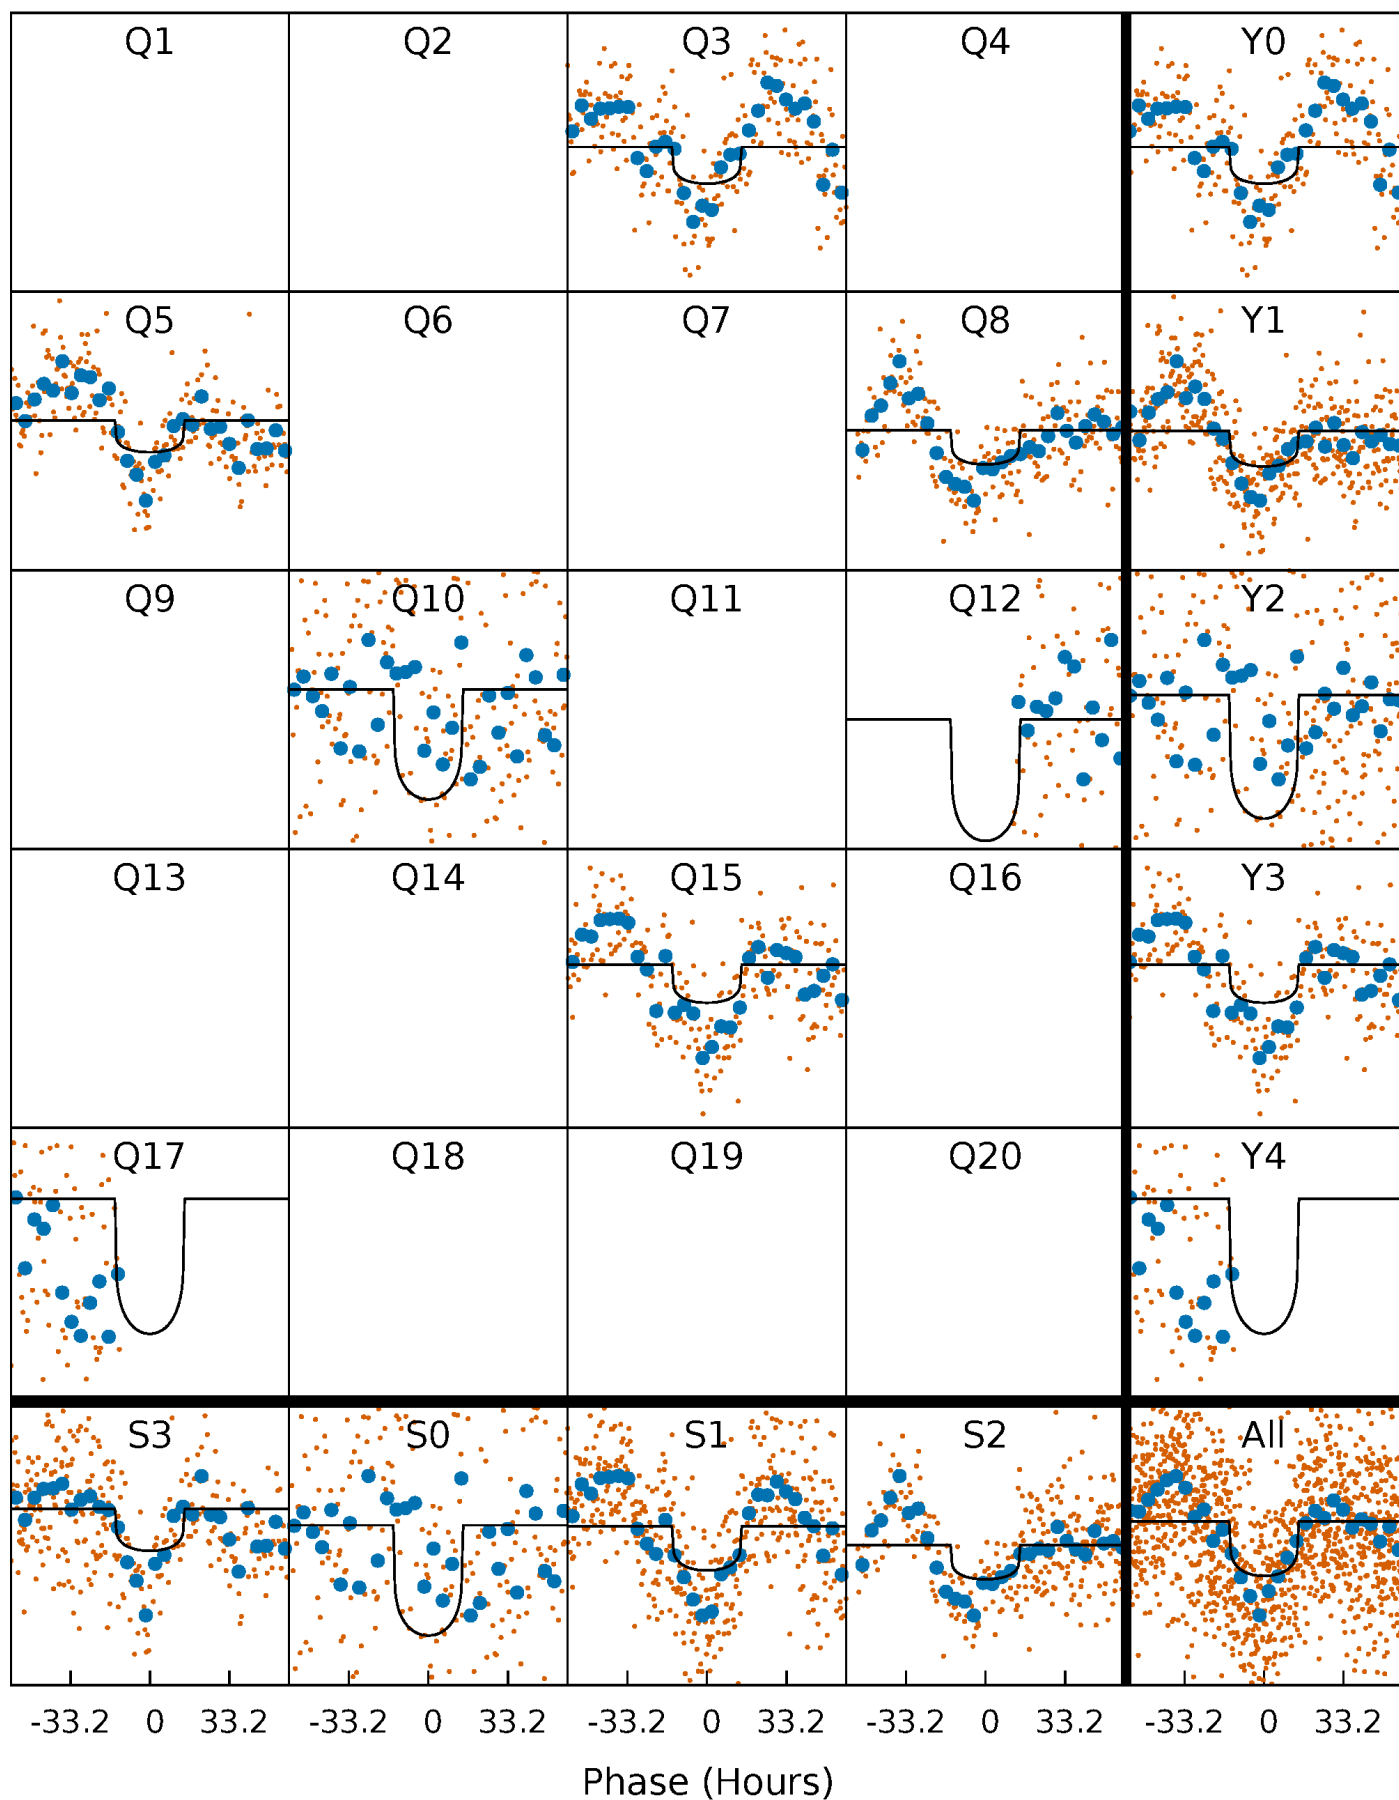 Q1 Q2 Q3 Q4 Y0
Q5 Q6 Q7 Q8 Y1
Q9 Q10 Q11 Q12 Y2
Q13 Q14 Q15 Q16 Y3
Q17 Q18 Q19 Q20 Y4
S3 S0 S1 S2 All
-33.2 0 33.2 -33.2 0 33.2 -33.2 0 33.2 -33.2 0 33.2 -33.2 0 33.2
Phase (Hours)